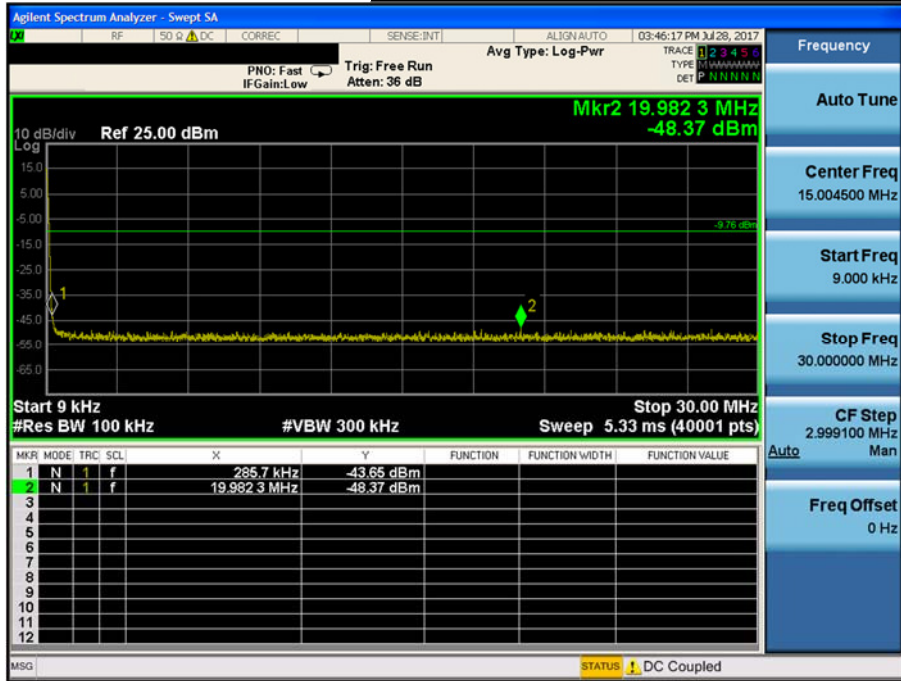 Agilent Spectrum Analyzer - Swept SA
LXI RF 50 Ω DC CORREC SENSE:INT ALIGN AUTO 03:46:17 PM Jul 28, 2017
Avg Type: Log-Pwr
TRACE 1 2 3 4 5 6
TYPE M
DET P N N N N N
PNO: Fast
IFGain:Low
Trig: Free Run
Atten: 36 dB
Mkr2 19.982 3 MHz
-48.37 dBm
10 dB/div Ref 25.00 dBm
Log
15.0
5.00
-5.00
-9.76 dBm
-15.0
-25.0
-35.0
1
2
-45.0
-55.0
-65.0
Start 9 kHz Stop 30.00 MHz
#Res BW 100 kHz #VBW 300 kHz Sweep 5.33 ms (40001 pts)
MKR MODE TRC SCL X Y FUNCTION FUNCTION WIDTH FUNCTION VALUE
1 N 1 f 285.7 kHz -43.65 dBm
2 N 1 f 19.982 3 MHz -48.37 dBm
3
4
5
6
7
8
9
10
11
12
MSG STATUS DC Coupled
Frequency
Auto Tune
Center Freq
15.004500 MHz
Start Freq
9.000 kHz
Stop Freq
30.000000 MHz
CF Step
2.999100 MHz
Auto Man
Freq Offset
0 Hz